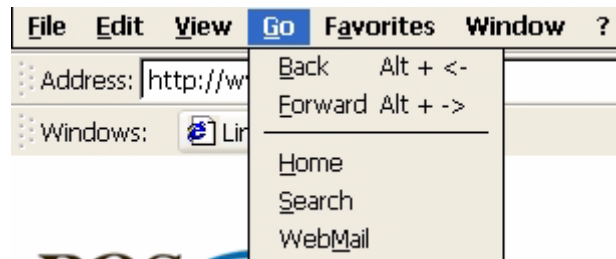 File Edit View Go Favorites Window ?
Address: http://w
Back Alt + <-
Forward Alt + ->
Windows: Lin
Home
Search
WebMail